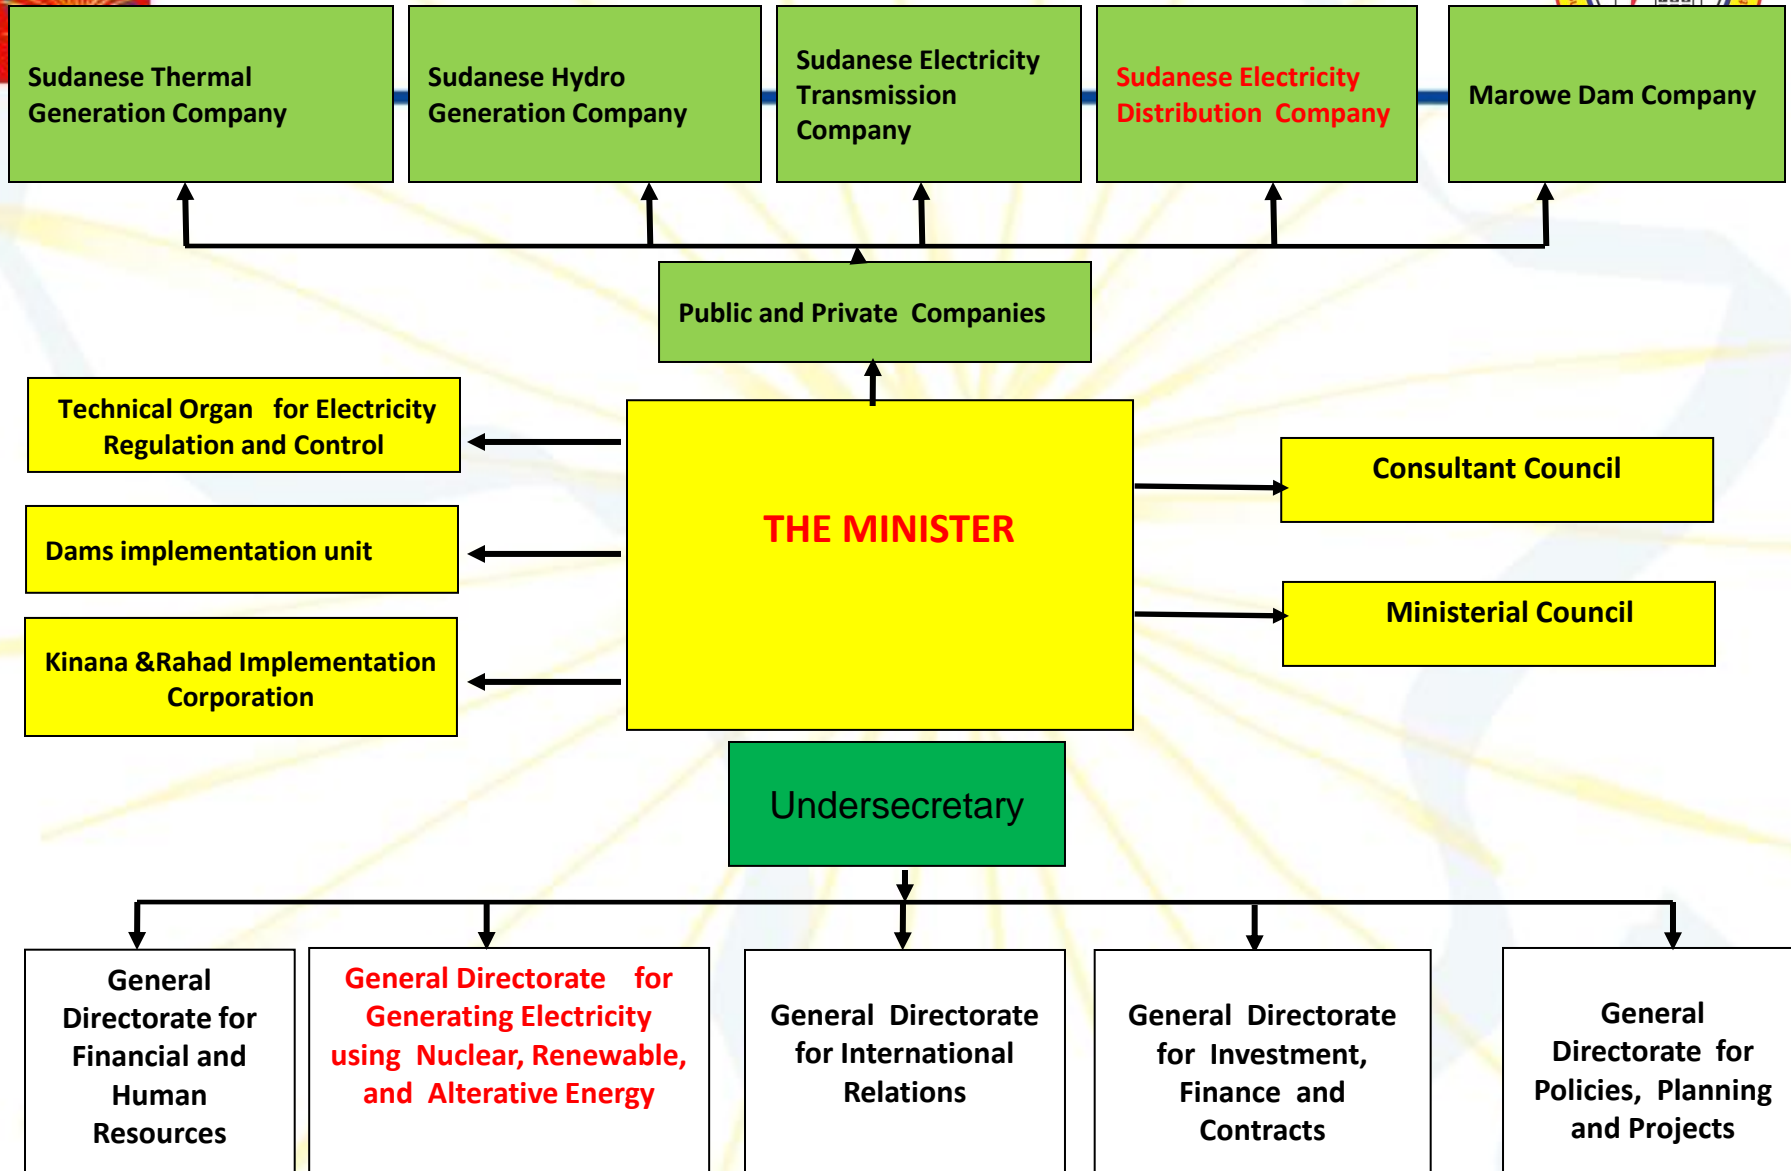 Sudanese Thermal
Generation Company
Sudanese Hydro
Generation Company
Sudanese Electricity
Transmission
Company
Sudanese Electricity
Distribution Company
Marowe Dam Company
Public and Private Companies
Technical Organ for Electricity
Regulation and Control
Dams implementation unit
Kinana &Rahad Implementation
Corporation
THE MINISTER
Consultant Council
Ministerial Council
Undersecretary
General
Directorate for
Financial and
Human
Resources
General Directorate for
Generating Electricity
using Nuclear, Renewable,
and Alterative Energy
General Directorate
for International
Relations
General Directorate
for Investment,
Finance and
Contracts
General
Directorate for
Policies, Planning
and Projects